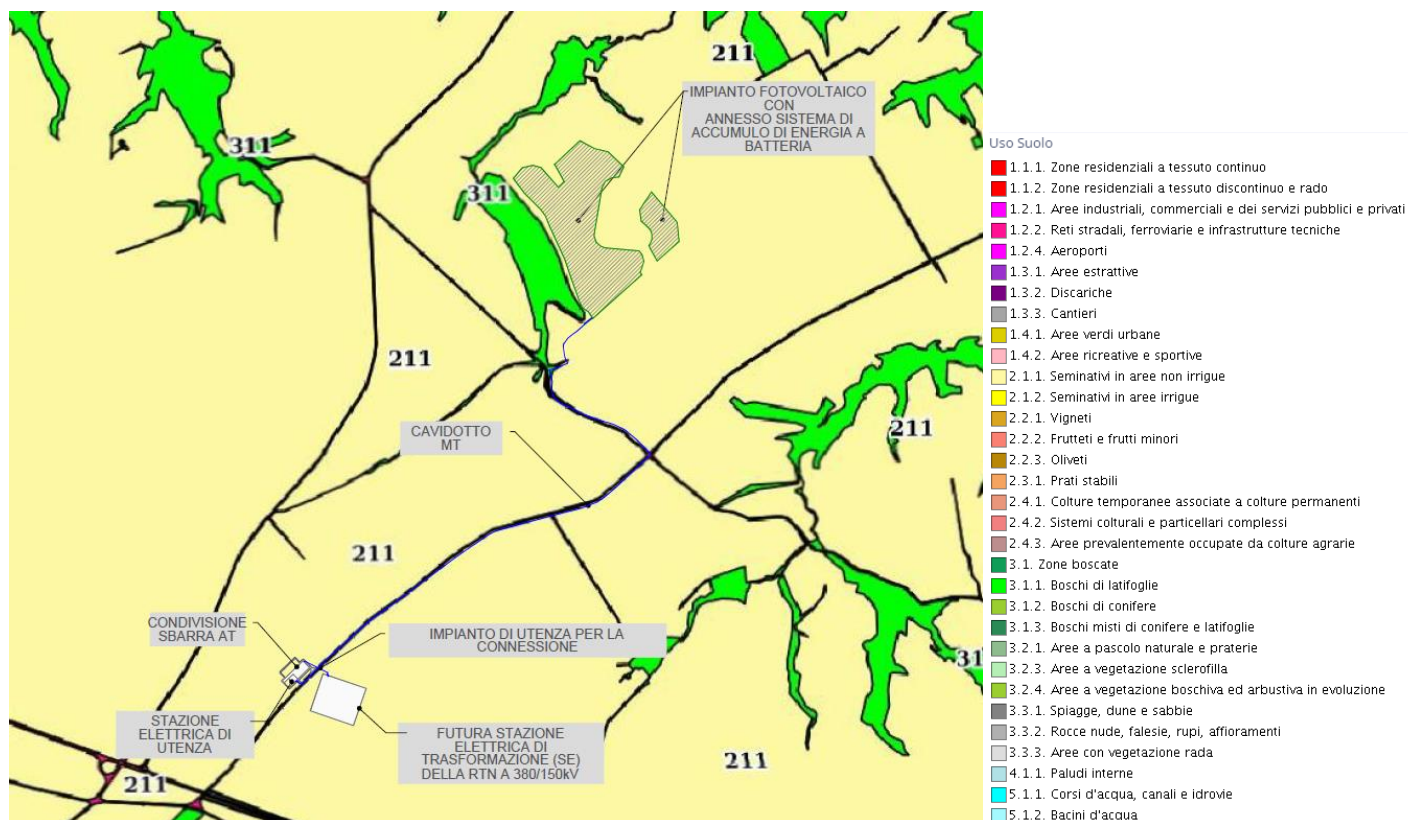 211
IMPIANTO FOTOVOLTAICO
CON
ANNESSO SISTEMA DI
ACCUMULO DI ENERGIA A
BATTERIA
311
311
211
211
CAVIDOTTO
MT
211
CONDIVISIONE
SBARRA AT
IMPIANTO DI UTENZA PER LA
CONNESSIONE
31
STAZIONE
ELETTRICA DI
UTENZA
FUTURA STAZIONE
ELETTRICA DI
TRASFORMAZIONE (SE)
DELLA RTN A 380/150kV
211
211
Uso Suolo
1.1.1. Zone residenziali a tessuto continuo
1.1.2. Zone residenziali a tessuto discontinuo e rado
1.2.1. Aree industriali, commerciali e dei servizi pubblici e privati
1.2.2. Reti stradali, ferroviarie e infrastrutture tecniche
1.2.4. Aeroporti
1.3.1. Aree estrattive
1.3.2. Discariche
1.3.3. Cantieri
1.4.1. Aree verdi urbane
1.4.2. Aree ricreative e sportive
2.1.1. Seminativi in aree non irrigue
2.1.2. Seminativi in aree irrigue
2.2.1. Vigneti
2.2.2. Frutteti e frutti minori
2.2.3. Oliveti
2.3.1. Prati stabili
2.4.1. Colture temporanee associate a colture permanenti
2.4.2. Sistemi colturali e particellari complessi
2.4.3. Aree prevalentemente occupate da colture agrarie
3.1. Zone boscate
3.1.1. Boschi di latifoglie
3.1.2. Boschi di conifere
3.1.3. Boschi misti di conifere e latifoglie
3.2.1. Aree a pascolo naturale e praterie
3.2.3. Aree a vegetazione sclerofilla
3.2.4. Aree a vegetazione boschiva ed arbustiva in evoluzione
3.3.1. Spiagge, dune e sabbie
3.3.2. Rocce nude, falesie, rupi, affioramenti
3.3.3. Aree con vegetazione rada
4.1.1. Paludi interne
5.1.1. Corsi d'acqua, canali e idrovie
5.1.2. Bacini d'acqua